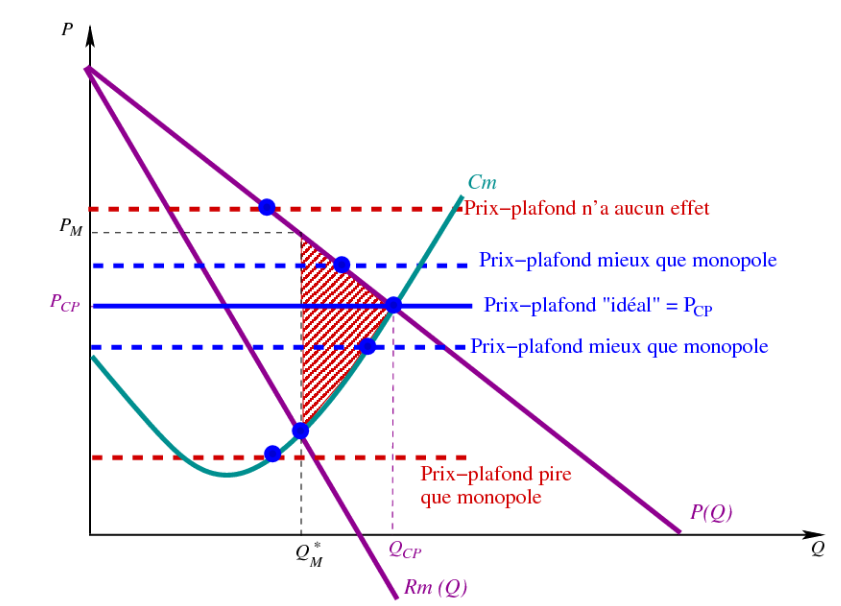 P
Cm
Prix−plafond n'a aucun effet
P_M
Prix−plafond mieux que monopole
P_CP
Prix−plafond "idéal" = P_CP
Prix−plafond mieux que monopole
Prix−plafond pire
que monopole
P(Q)
Q*_M
Q_CP
Q
Rm (Q)